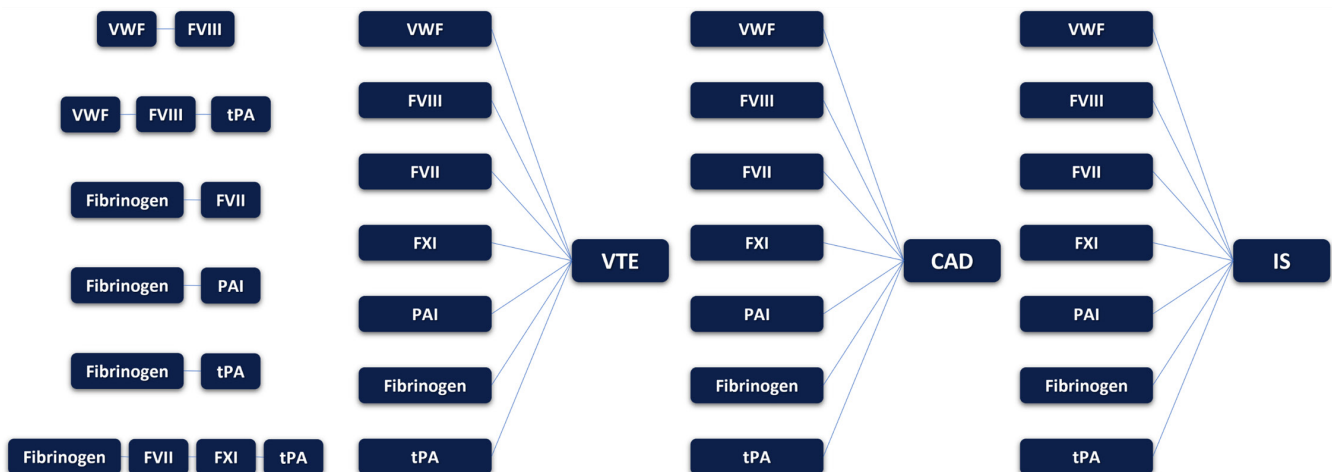 VWF FVIII
VWF FVIII tPA
Fibrinogen FVII
Fibrinogen PAI
Fibrinogen tPA
Fibrinogen FVII FXI tPA
VWF
FVIII
FVII
FXI
PAI
Fibrinogen
tPA
VTE
VWF
FVIII
FVII
FXI
PAI
Fibrinogen
tPA
CAD
VWF
FVIII
FVII
FXI
PAI
Fibrinogen
tPA
IS